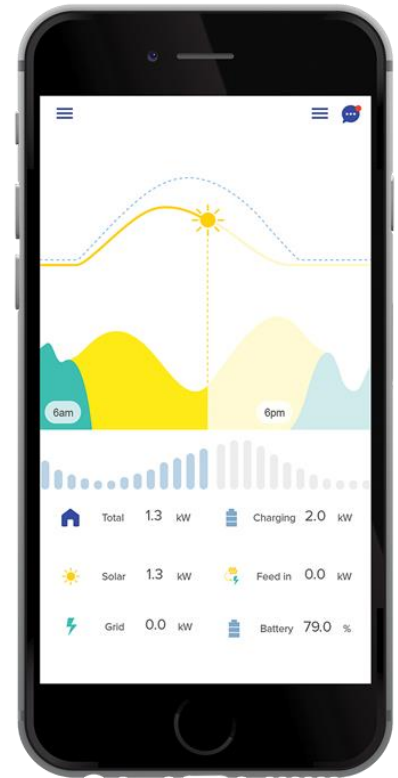 6am
6pm
Total 1.3 kW Charging 2.0 kW
Solar 1.3 kW Feed in 0.0 kW
Grid 0.0 kW Battery 79.0 %